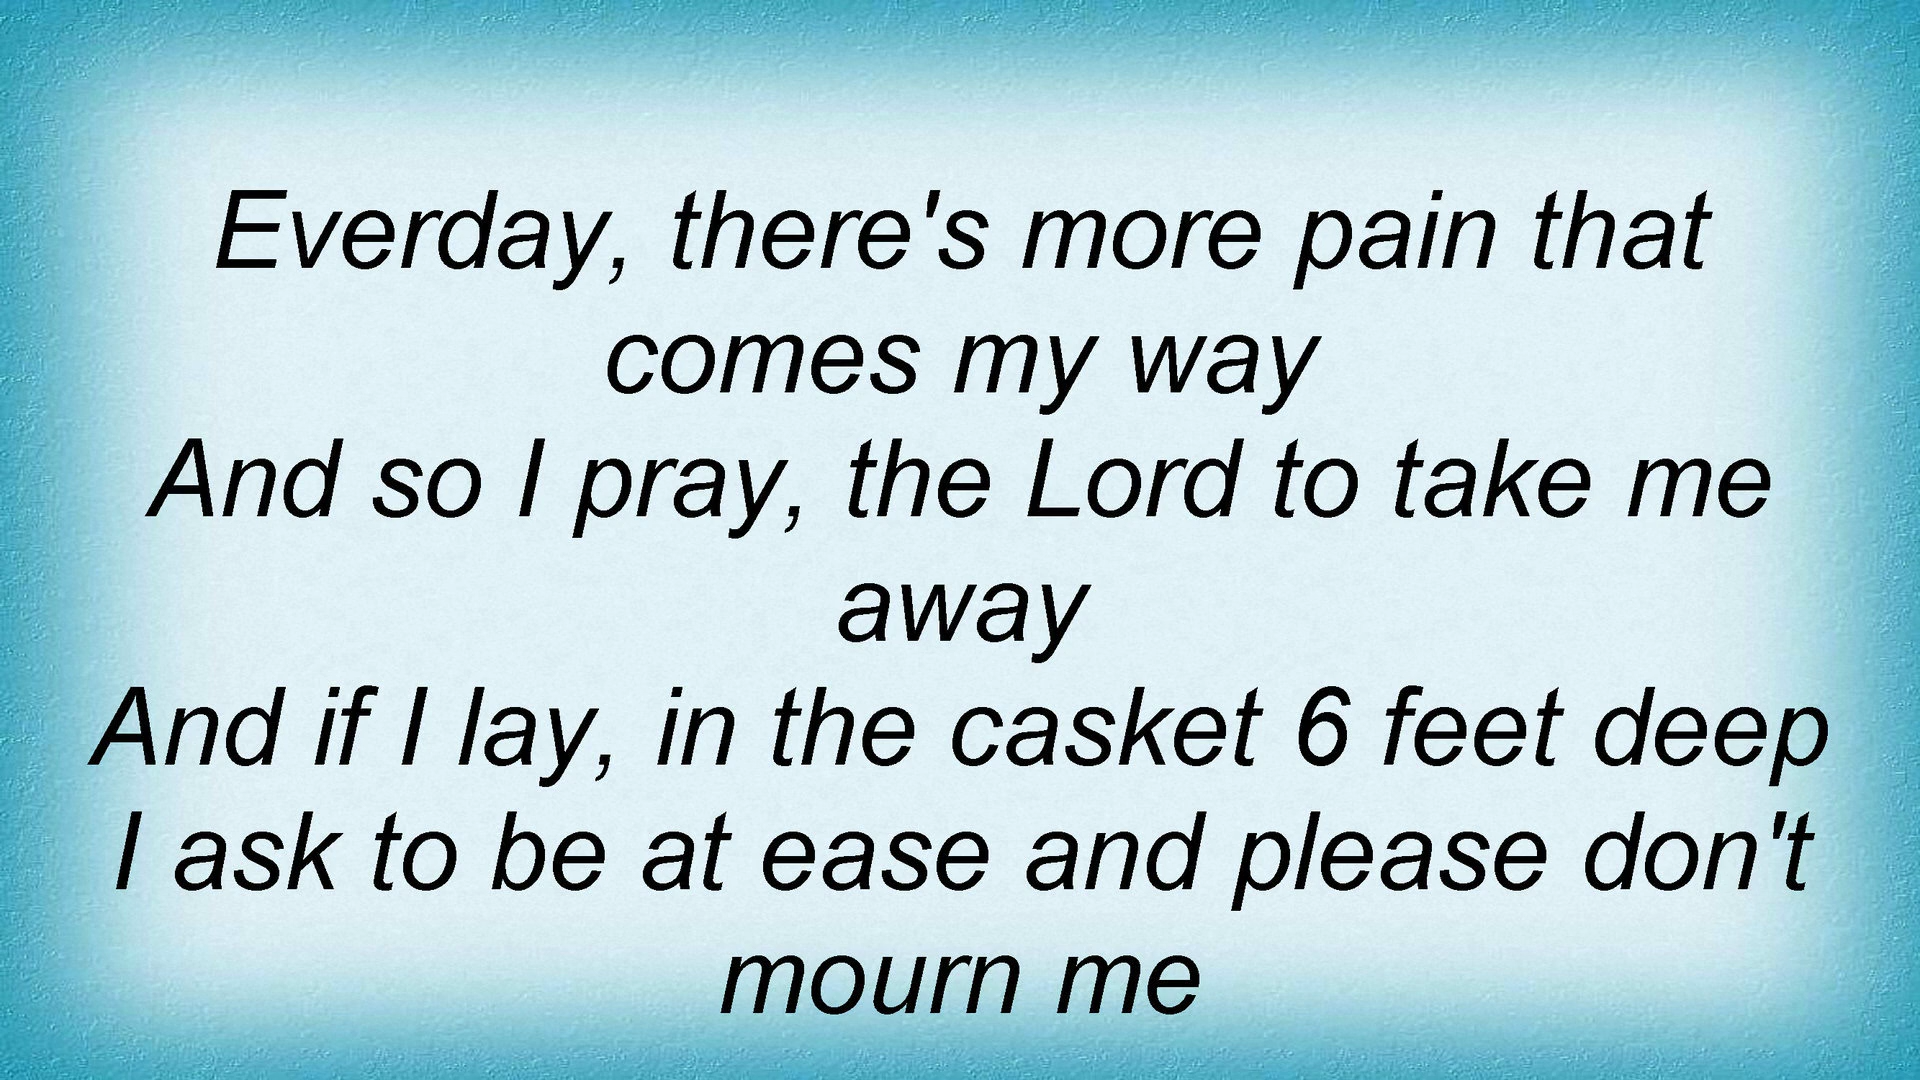 Everday, there's more pain that
comes my way
And so I pray, the Lord to take me
away
And if I lay, in the casket 6 feet deep
I ask to be at ease and please don't
mourn me